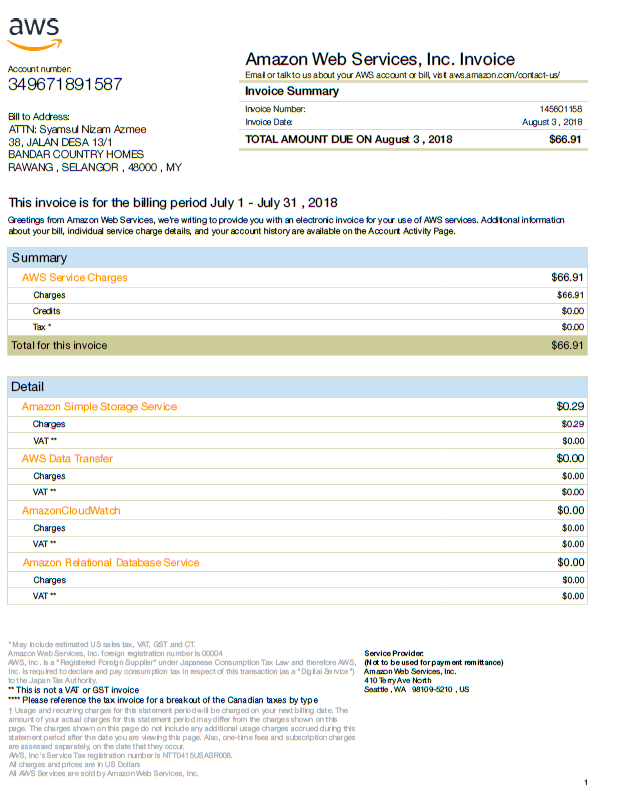 aws
Account number:
349671891587
Bill to Address:
ATTN: Syamsul Nizam Azmee
38, JALAN DESA 13/1
BANDAR COUNTRY HOMES
RAWANG , SELANGOR , 48000 , MY
Amazon Web Services, Inc. Invoice
Email or talk to us about your AWS account or bill, visit aws.amazon.com/contact-us/
Invoice Summary
Invoice Number: 145601158
Invoice Date: August 3 , 2018
TOTAL AMOUNT DUE ON August 3 , 2018 $66.91
This invoice is for the billing period July 1 - July 31 , 2018
Greetings from Amazon Web Services, we're writing to provide you with an electronic invoice for your use of AWS services. Additional information
about your bill, individual service charge details, and your account history are available on the Account Activity Page.
Summary
AWS Service Charges $66.91
Charges $66.91
Credits $0.00
Tax * $0.00
Total for this invoice $66.91
Detail
Amazon Simple Storage Service $0.29
Charges $0.29
VAT ** $0.00
AWS Data Transfer $0.00
Charges $0.00
VAT ** $0.00
AmazonCloudWatch $0.00
Charges $0.00
VAT ** $0.00
Amazon Relational Database Service $0.00
Charges $0.00
VAT ** $0.00
* May include estimated US sales tax, VAT, GST and CT.
Amazon Web Services, Inc. foreign registration number is 00004
AWS, Inc. is a "Registered Foreign Supplier" under Japanese Consumption Tax Law and therefore AWS,
Inc. is required to declare and pay consumption tax in respect of this transaction (as a "Digital Service")
to the Japan Tax Authority.
** This is not a VAT or GST invoice
**** Please reference the tax invoice for a breakout of the Canadian taxes by type
† Usage and recurring charges for this statement period will be charged on your next billing date. The
amount of your actual charges for this statement period may differ from the charges shown on this
page. The charges shown on this page do not include any additional usage charges accrued during this
statement period after the date you are viewing this page. Also, one-time fees and subscription charges
are assessed separately, on the date that they occur.
AWS, Inc's Service Tax registration number is NTT0415USASR008.
All charges and prices are in US Dollars
All AWS Services are sold by Amazon Web Services, Inc.
Service Provider:
(Not to be used for payment remittance)
Amazon Web Services, Inc.
410 Terry Ave North
Seattle , WA 98109-5210 , US
1